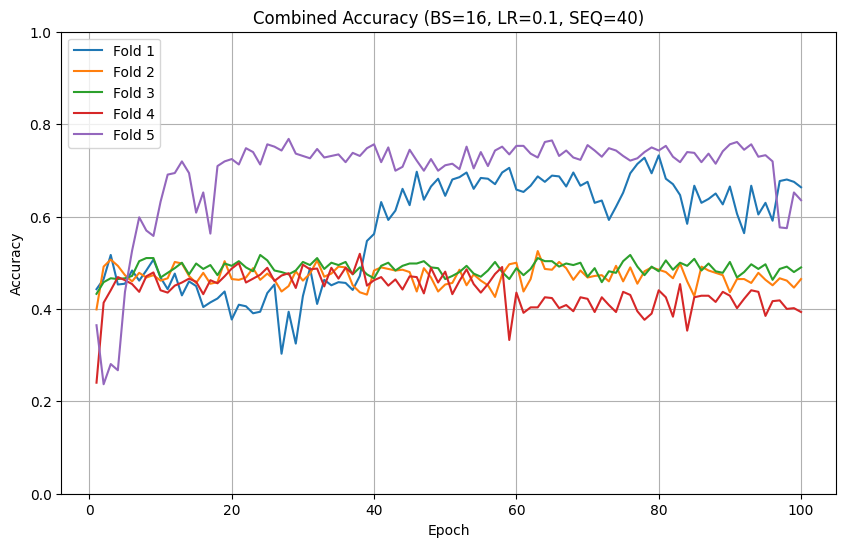 Combined Accuracy (BS=16, LR=0.1, SEQ=40)
Fold 1
Fold 2
Fold 3
Fold 4
Fold 5
1.0
0.8
0.6
0.4
0.2
0.0
Accuracy
0 20 40 60 80 100
Epoch